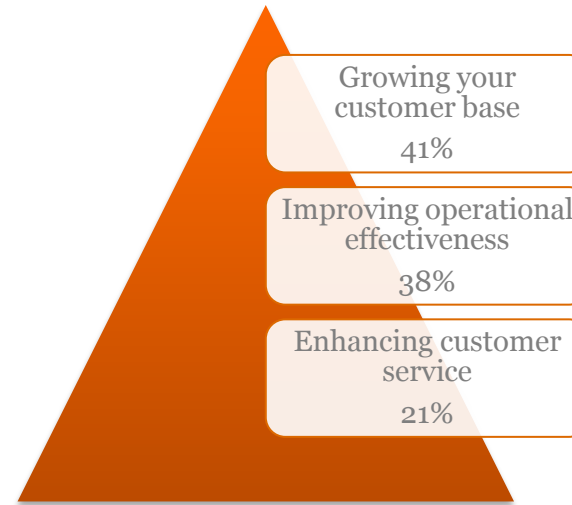 Growing your
customer base
41%
Improving operational
effectiveness
38%
Enhancing customer
service
21%